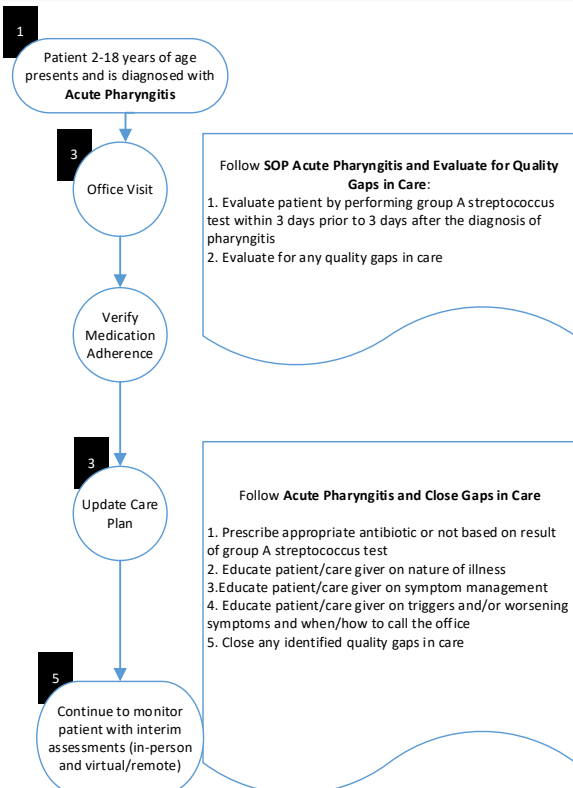 1
Patient 2-18 years of age
presents and is diagnosed with
Acute Pharyngitis
3
Office Visit
Follow SOP Acute Pharyngitis and Evaluate for Quality
Gaps in Care:
1. Evaluate patient by performing group A streptococcus
test within 3 days prior to 3 days after the diagnosis of
pharyngitis
2. Evaluate for any quality gaps in care
Verify
Medication
Adherence
3
Update Care
Plan
Follow Acute Pharyngitis and Close Gaps in Care
1. Prescribe appropriate antibiotic or not based on result
of group A streptococcus test
2. Educate patient/care giver on nature of illness
3.Educate patient/care giver on symptom management
4. Educate patient/care giver on triggers and/or worsening
symptoms and when/how to call the office
5. Close any identified quality gaps in care
5
Continue to monitor
patient with interim
assessments (in-person
and virtual/remote)